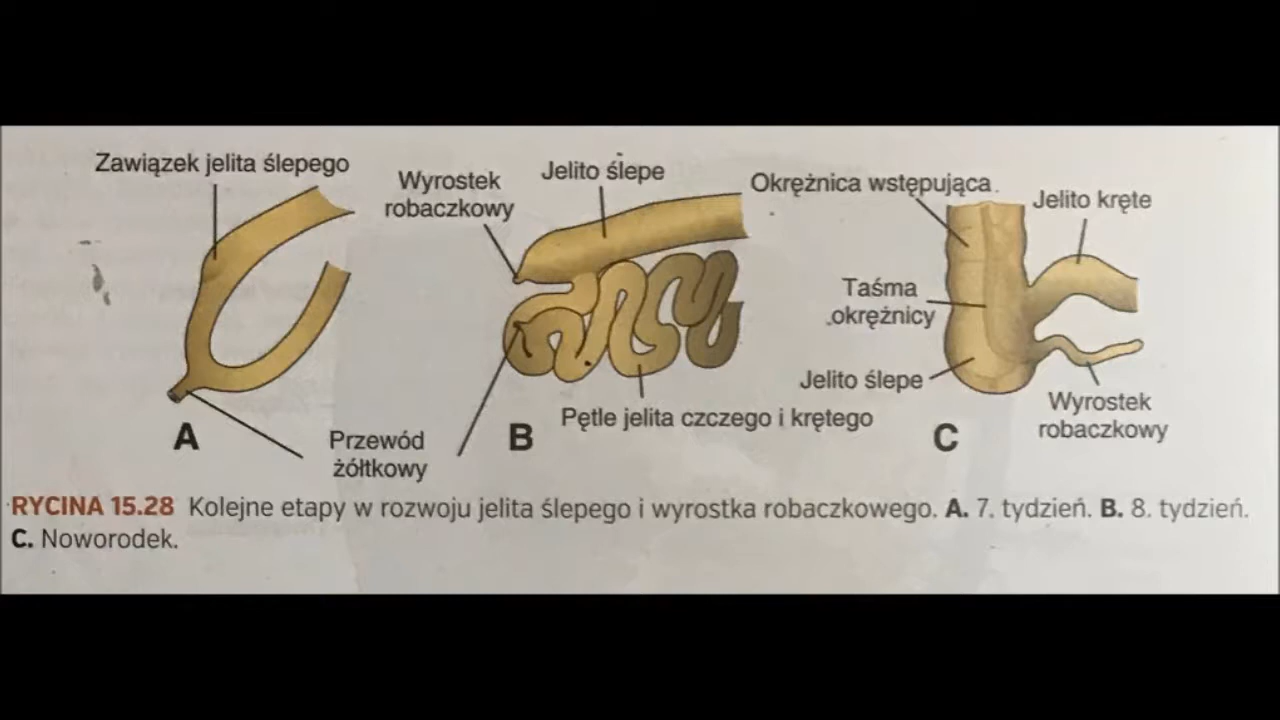 Zawiązek jelita ślepego
Wyrostek
robaczkowy
Jelito ślepe
Okrężnica wstępująca
Jelito kręte
Taśma
okrężnicy
Jelito ślepe
Wyrostek
robaczkowy
Pętle jelita czczego i krętego
Przewód
żółtkowy
A
B
C
RYCINA 15.28 Kolejne etapy w rozwoju jelita ślepego i wyrostka robaczkowego. A. 7. tydzień. B. 8. tydzień.
C. Noworodek.